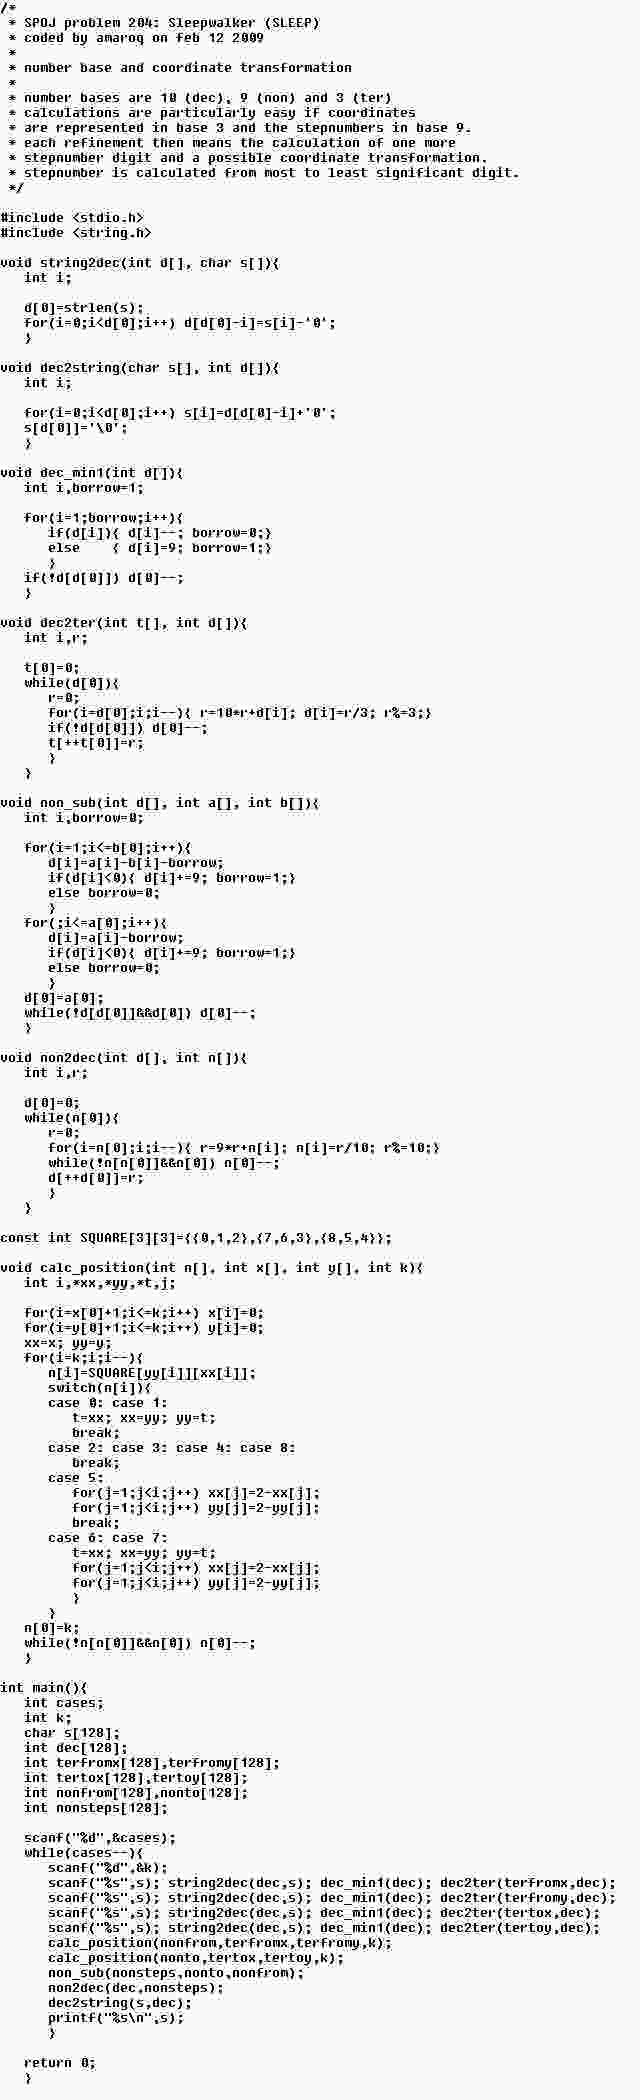 /*
 * SPOJ problem 204: Sleepwalker (SLEEP)
 * coded by amaroq on feb 12 2009
 *
 * number base and coordinate transformation
 *
 * number bases are 10 (dec), 9 (non) and 3 (ter)
 * calculations are particularly easy if coordinates
 * are represented in base 3 and the stepnumbers in base 9.
 * each refinement then means the calculation of one more
 * stepnumber digit and a possible coordinate transformation.
 * stepnumber is calculated from most to least significant digit.
 */

#include <stdio.h>
#include <string.h>

void string2dec(int d[], char s[]){
   int i;

   d[0]=strlen(s);
   for(i=0;i<d[0];i++) d[d[0]-i]=s[i]-'0';
   }

void dec2string(char s[], int d[]){
   int i;

   for(i=0;i<d[0];i++) s[i]=d[d[0]-i]+'0';
   s[d[0]]='\0';
   }

void dec_min1(int d[]){
   int i,borrow=1;

   for(i=1;borrow;i++){
      if(d[i]){ d[i]--; borrow=0;}
      else    { d[i]=9; borrow=1;}
      }
   if(!d[d[0]]) d[0]--;
   }

void dec2ter(int t[], int d[]){
   int i,r;

   t[0]=0;
   while(d[0]){
      r=0;
      for(i=d[0];i;i--){ r=10*r+d[i]; d[i]=r/3; r%=3;}
      if(!d[d[0]]) d[0]--;
      t[++t[0]]=r;
      }
   }

void non_sub(int d[], int a[], int b[]){
   int i,borrow=0;

   for(i=1;i<=b[0];i++){
      d[i]=a[i]-b[i]-borrow;
      if(d[i]<0){ d[i]+=9; borrow=1;}
      else borrow=0;
      }
   for(;i<=a[0];i++){
      d[i]=a[i]-borrow;
      if(d[i]<0){ d[i]+=9; borrow=1;}
      else borrow=0;
      }
   d[0]=a[0];
   while(!d[d[0]]&&d[0]) d[0]--;
   }

void non2dec(int d[], int n[]){
   int i,r;

   d[0]=0;
   while(n[0]){
      r=0;
      for(i=n[0];i;i--){ r=9*r+n[i]; n[i]=r/10; r%=10;}
      while(!n[n[0]]&&n[0]) n[0]--;
      d[++d[0]]=r;
      }
   }

const int SQUARE[3][3]={{0,1,2},{7,6,3},{8,5,4}};

void calc_position(int n[], int x[], int y[], int k){
   int i,*xx,*yy,*t,j;

   for(i=x[0]+1;i<=k;i++) x[i]=0;
   for(i=y[0]+1;i<=k;i++) y[i]=0;
   xx=x; yy=y;
   for(i=k;i;i--){
      n[i]=SQUARE[yy[i]][xx[i]];
      switch(n[i]){
      case 0: case 1:
         t=xx; xx=yy; yy=t;
         break;
      case 2: case 3: case 4: case 8:
         break;
      case 5:
         for(j=1;j<i;j++) xx[j]=2-xx[j];
         for(j=1;j<i;j++) yy[j]=2-yy[j];
         break;
      case 6: case 7:
         t=xx; xx=yy; yy=t;
         for(j=1;j<i;j++) xx[j]=2-xx[j];
         for(j=1;j<i;j++) yy[j]=2-yy[j];
         }
      }
   n[0]=k;
   while(!n[n[0]]&&n[0]) n[0]--;
   }

int main(){
   int cases;
   int k;
   char s[128];
   int dec[128];
   int terfromx[128],terfromy[128];
   int tertox[128],tertoy[128];
   int nonfrom[128],nonto[128];
   int nonsteps[128];

   scanf("%d",&cases);
   while(cases--){
      scanf("%d",&k);
      scanf("%s",s); string2dec(dec,s); dec_min1(dec); dec2ter(terfromx,dec);
      scanf("%s",s); string2dec(dec,s); dec_min1(dec); dec2ter(terfromy,dec);
      scanf("%s",s); string2dec(dec,s); dec_min1(dec); dec2ter(tertox,dec);
      scanf("%s",s); string2dec(dec,s); dec_min1(dec); dec2ter(tertoy,dec);
      calc_position(nonfrom,terfromx,terfromy,k);
      calc_position(nonto,tertox,tertoy,k);
      non_sub(nonsteps,nonto,nonfrom);
      non2dec(dec,nonsteps);
      dec2string(s,dec);
      printf("%s\n",s);
      }

   return 0;
   }